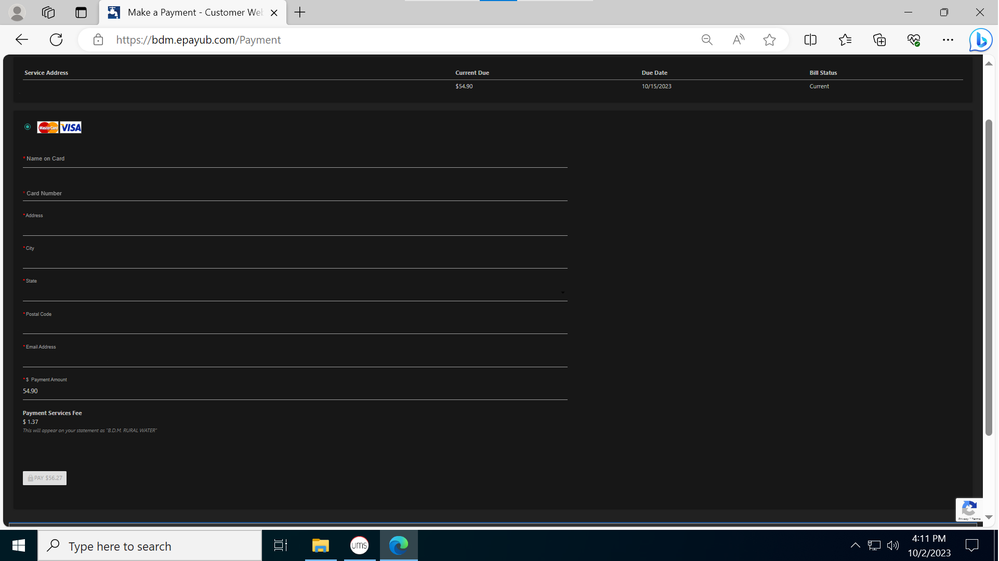 Make a Payment - Customer Web
https://bdm.epayub.com/Payment
Service Address Current Due Due Date Bill Status
$54.90 10/15/2023 Current
MasterCard VISA
* Name on Card
* Card Number
* Address
* City
* State
* Postal Code
* Email Address
* $ Payment Amount
54.90
Payment Services Fee
$ 1.37
This will appear on your statement as "B.D.M. RURAL WATER"
PAY $56.27
Privacy - Terms
Type here to search
ums
4:11 PM
10/2/2023